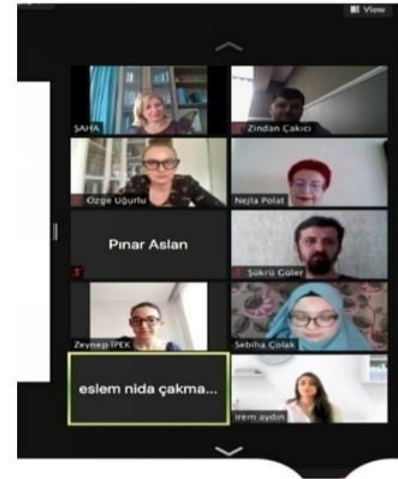 View
ŞAHA
Zindan Çakıcı
Özge Uğurlu
Nejla Polat
Pınar Aslan
Şükrü Güler
Zeynep İPEK
Sebiha Çolak
eslem nida çakma...
irem aydın